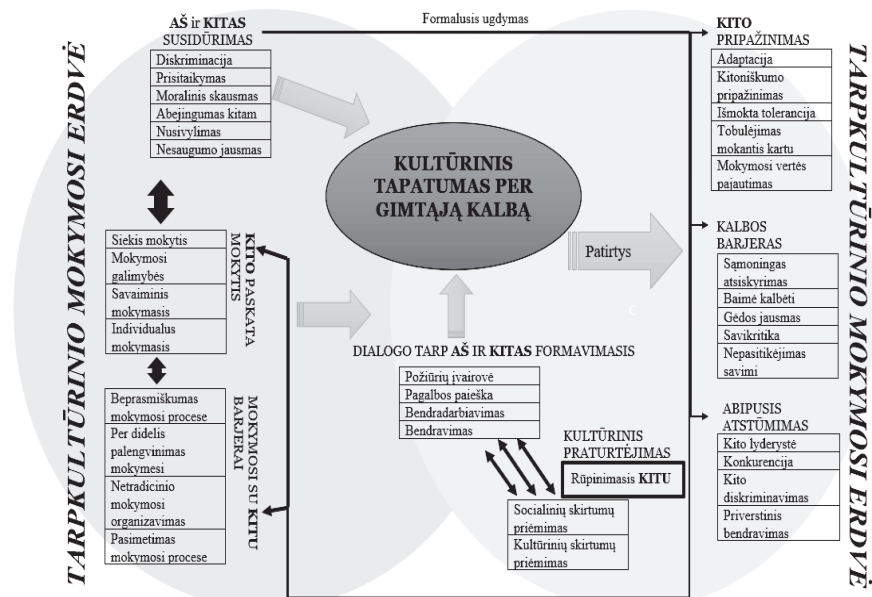 TARPKULTŪRINIO MOKYMOSI ERDVĖ
AŠ ir KITAS
SUSIDŪRIMAS
Diskriminacija
Prisitaikymas
Moralinis skausmas
Abejingumas kitam
Nusivylimas
Nesaugumo jausmas
Formalusis ugdymas
KITO
PRIPAŽINIMAS
Adaptacija
Kitoniškumo
pripažinimas
Išmokta tolerancija
Tobulėjimas
mokantis kartu
Mokymosi vertės
pajautimas
TARPKULTŪRINIO MOKYMOSI ERDVĖ
KULTŪRINIS
TAPATUMAS PER
GIMTĄJĄ KALBĄ
Patirtys
c
Siekis mokytis
Mokymosi
galimybės
Savaiminis
mokymasis
Individualus
mokymasis
KITO PASKATA
MOKYTIS
KALBOS
BARJERAS
Sąmoningas
atsiskyrimas
Baimė kalbėti
Gėdos jausmas
Savikritika
Nepasitikėjimas
savimi
DIALOGO TARP AŠ IR KITAS FORMAVIMASIS
Požiūrių įvairovė
Pagalbos paieška
Bendradarbiavimas
Bendravimas
Beprasmiškumas
mokymosi procese
Per didelis
palengvinimas
mokymesi
Netradicinio
mokymosi
organizavimas
Pasimetimas
mokymosi procese
MOKYMOSI SU KITU
BARJERAI
KULTŪRINIS
PRATURTĖJIMAS
Rūpinimasis KITU
Socialinių skirtumų
priėmimas
Kultūrinių skirtumų
priėmimas
ABIPUSIS
ATSTŪMIMAS
Kito lyderystė
Konkurencija
Kito
diskriminavimas
Priverstinis
bendravimas